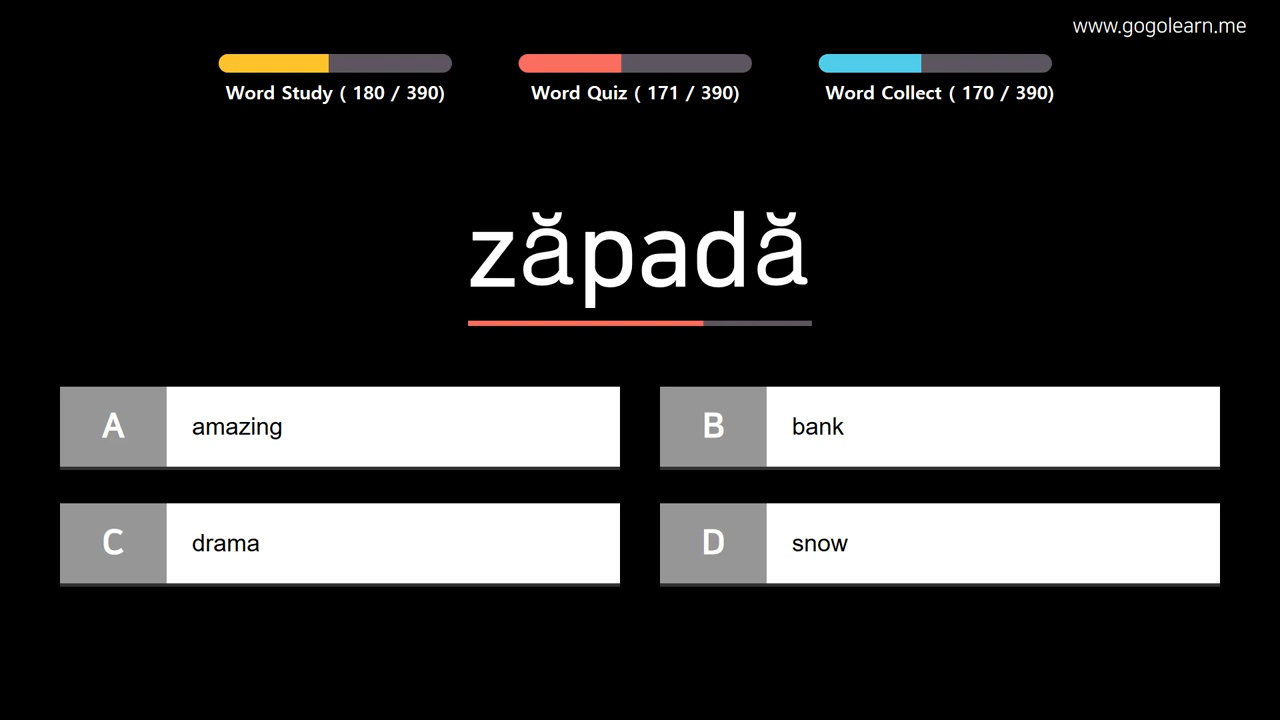 www.gogolearn.me
Word Study ( 180 / 390)
Word Quiz ( 171 / 390)
Word Collect ( 170 / 390)
zăpadă
A amazing
B bank
C drama
D snow